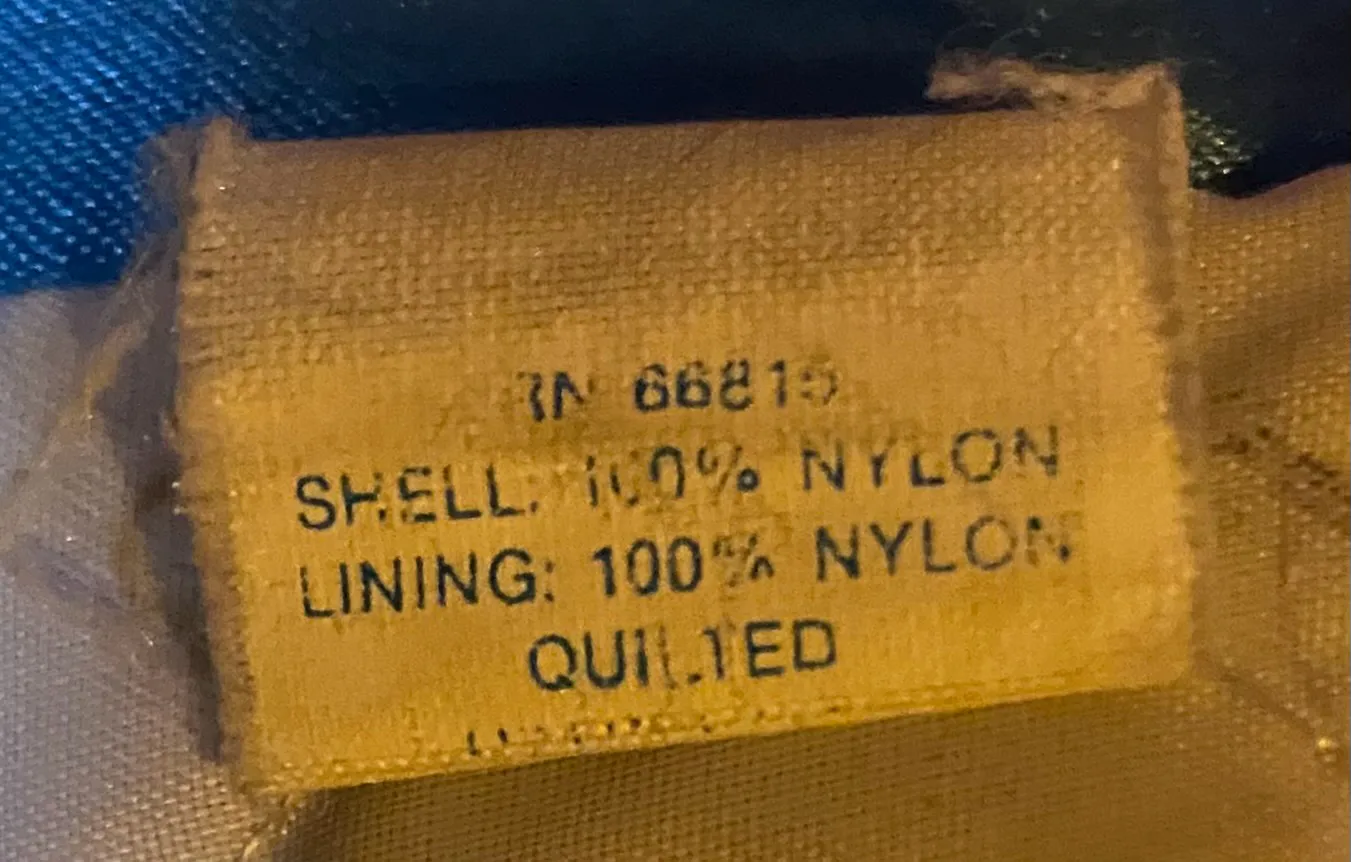 RN 66815
SHELL: 100% NYLON
LINING: 100% NYLON
QUILTED